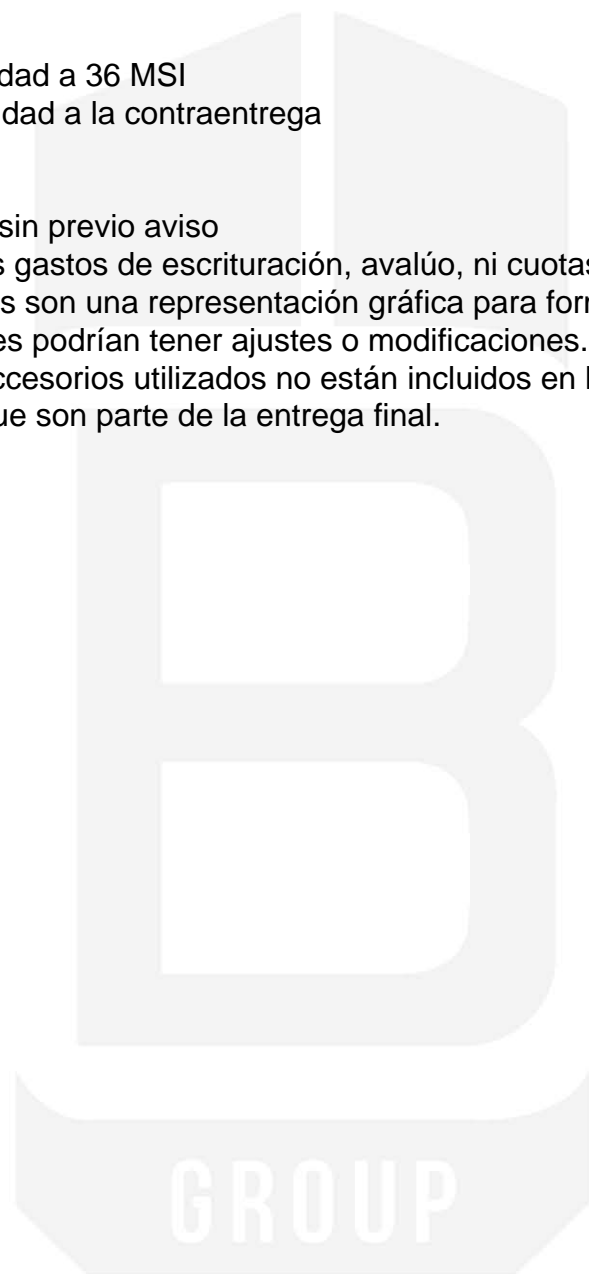 dad a 36 MSI
dad a la contraentrega
sin previo aviso
s gastos de escrituración, avalúo, ni cuotas
s son una representación gráfica para for
es podrían tener ajustes o modificaciones.
ccesorios utilizados no están incluidos en
ue son parte de la entrega final.
B
GROUP